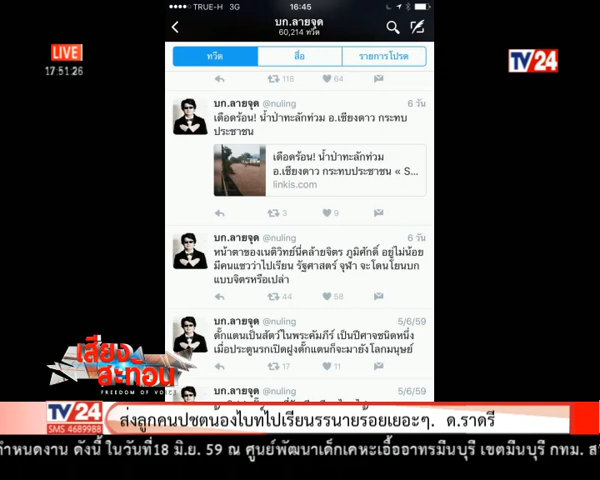 TRUE-H 3G 16:45
บก.ลายจุด
60,214 ทวีต
LIVE
17:51:26
TV24
ทวีต สื่อ รายการโปรด
118 64
บก.ลายจุด @nuling 6 วัน
เดือดร้อน! น้ำป่าทะลักท่วม อ.เชียงดาว กระทบ
ประชาชน
เดือดร้อน! น้ำป่าทะลักท่วม
อ.เชียงดาว กระทบประชาชน « S...
linkis.com
3 9
บก.ลายจุด @nuling 6 วัน
หน้าตาของเนติวิทย์นี่คล้ายจิตร ภูมิศักดิ์ อยู่ไม่น้อย
มีคนแซวว่าไปเรียน รัฐศาสตร์ จุฬา จะโดนโยนบก
แบบจิตรหรือเปล่า
44 58
บก.ลายจุด @nuling 5/6/59
ตั๊กแตนเป็นสัตว์ในพระคัมภีร์ เป็นปีศาจชนิดหนึ่ง
เมื่อประตูนรกเปิดฝูงตั๊กแตนก็จะมายังโลกมนุษย์
17 11
บก.ลายจุด @nuling 5/6/59
เสียง
สะท้อน
FREEDOM OF VOICE
TV24
SMS 4689988
ส่งลูกคนปชตน้องไบท์ไปเรียนรรนายร้อยเยอะๆ. ด.ราตรี
กำหนดงาน ดังนี้ ในวันที่18 มิ.ย. 59 ณ ศูนย์พัฒนาเด็กเคหะเอื้ออาทรมีนบุรี เขตมีนบุรี กทม.